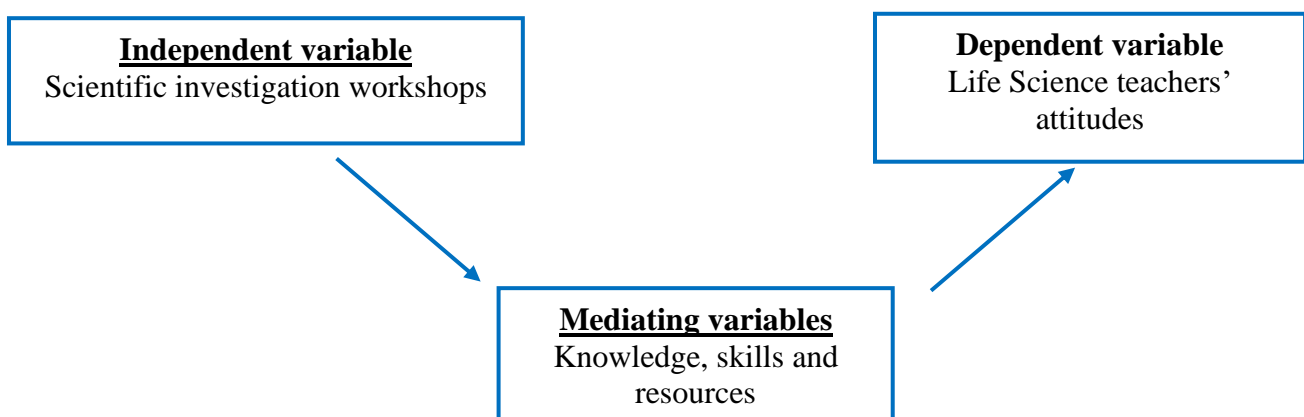 Independent variable
Scientific investigation workshops
Dependent variable
Life Science teachers’
attitudes
Mediating variables
Knowledge, skills and
resources